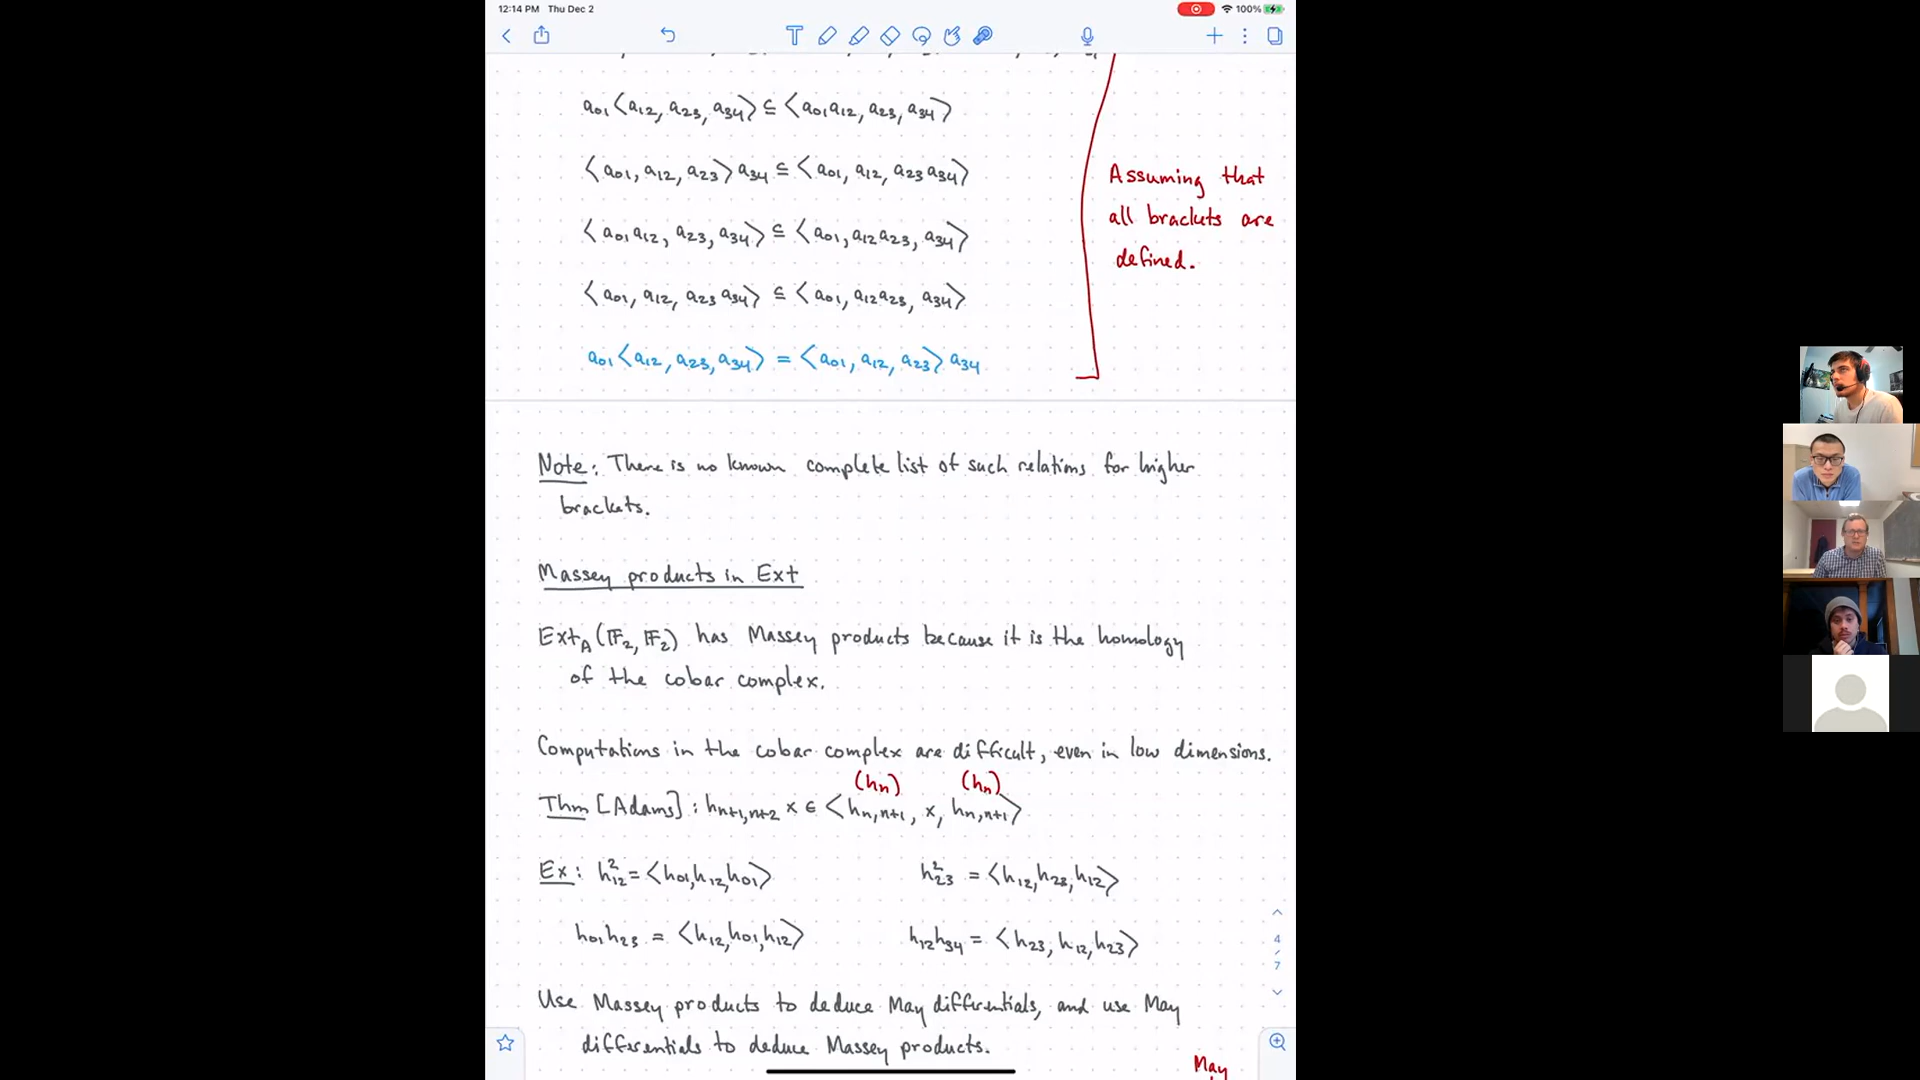 12:14 PM Thu Dec 2
100%
a₀₁⟨a₁₂, a₂₃, a₃₄⟩ ⊆ ⟨a₀₁a₁₂, a₂₃, a₃₄⟩
⟨a₀₁, a₁₂, a₂₃⟩ a₃₄ ⊆ ⟨a₀₁, a₁₂, a₂₃a₃₄⟩
⟨a₀₁a₁₂, a₂₃, a₃₄⟩ ⊆ ⟨a₀₁, a₁₂a₂₃, a₃₄⟩
⟨a₀₁, a₁₂, a₂₃a₃₄⟩ ⊆ ⟨a₀₁, a₁₂a₂₃, a₃₄⟩
a₀₁⟨a₁₂, a₂₃, a₃₄⟩ = ⟨a₀₁, a₁₂, a₂₃⟩ a₃₄
Assuming that
all brackets are
defined.
Note: There is no known complete list of such relations for higher
brackets.
Massey products in Ext
Ext_A(𝔽₂, 𝔽₂) has Massey products because it is the homology
of the cobar complex.
Computations in the cobar complex are difficult, even in low dimensions.
(hₙ) (hₙ)
Thm [Adams]: hₙ₊₁,ₙ₊₂ x ∈ ⟨hₙ,ₙ₊₁, x, hₙ,ₙ₊₁⟩
Ex: h₁₂² = ⟨h₀₁, h₁₂, h₀₁⟩ h₂₃² = ⟨h₁₂, h₂₃, h₁₂⟩
h₀₁h₂₃ = ⟨h₁₂, h₀₁, h₁₂⟩ h₁₂h₃₄ = ⟨h₂₃, h₁₂, h₂₃⟩
4
/
7
Use Massey products to deduce May differentials, and use May
differentials to deduce Massey products.
May